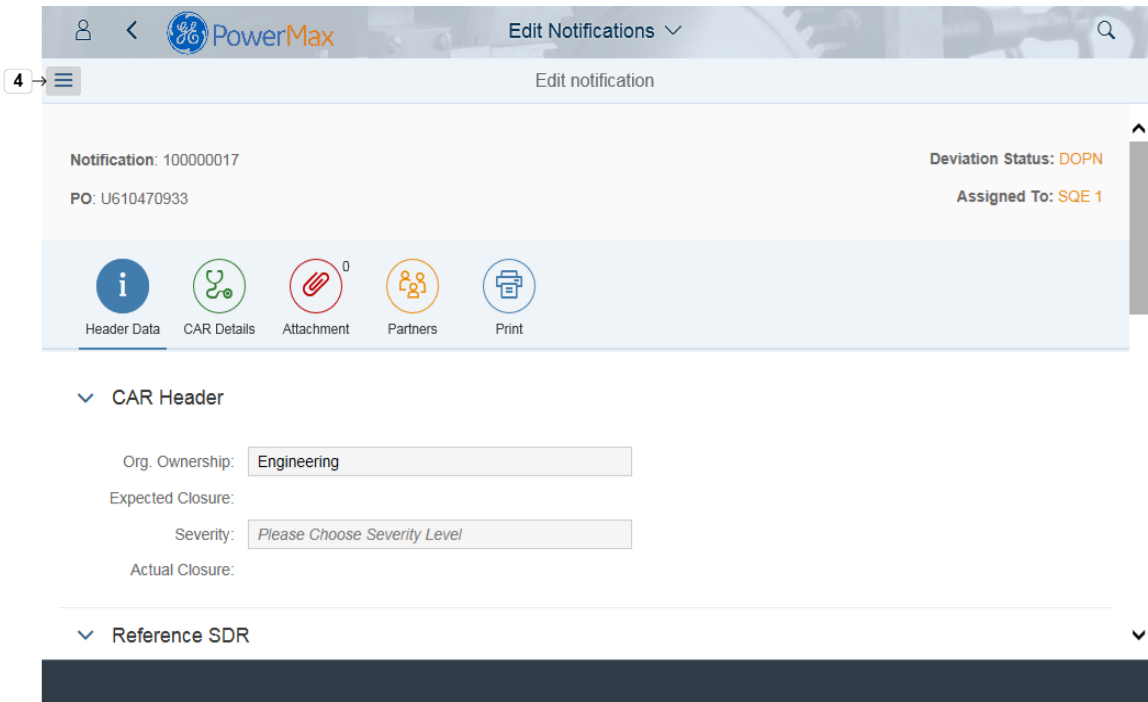 PowerMax
Edit Notifications
4
Edit notification
Notification: 100000017
Deviation Status: DOPN
PO: U610470933
Assigned To: SQE 1
0
Header Data
CAR Details
Attachment
Partners
Print
CAR Header
Org. Ownership: Engineering
Expected Closure:
Severity: Please Choose Severity Level
Actual Closure:
Reference SDR